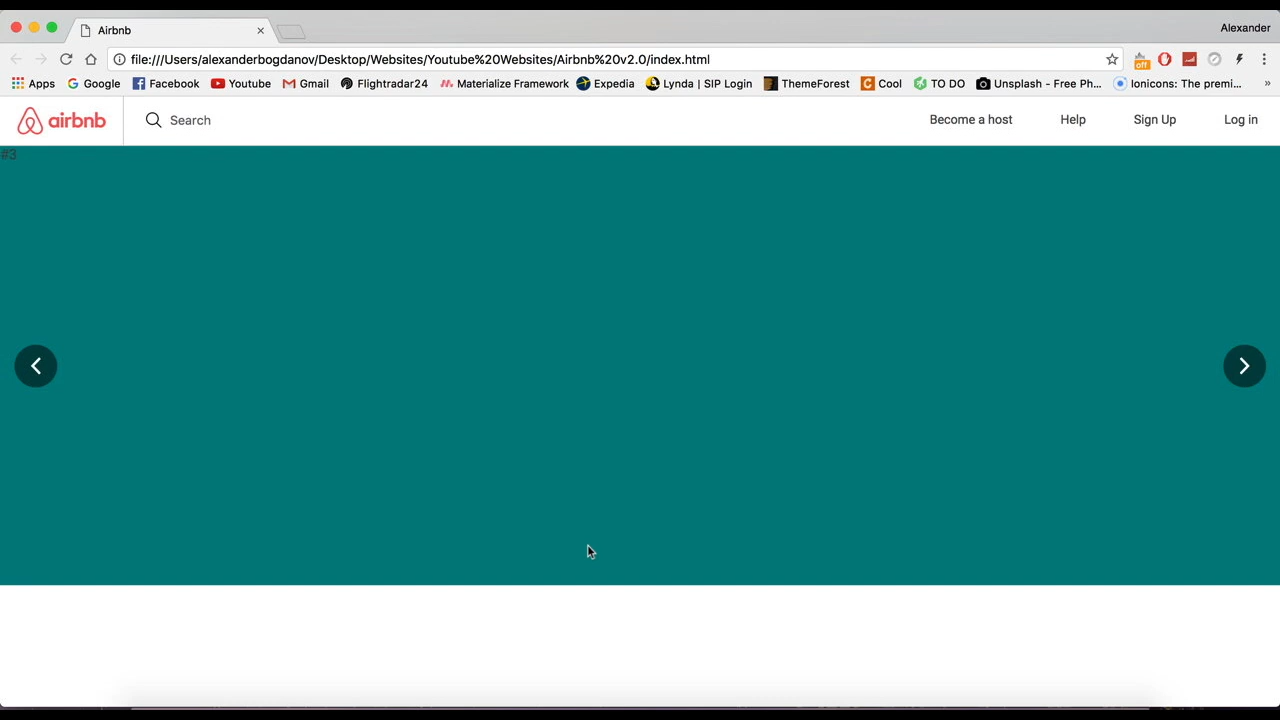 Airbnb
Alexander
file:///Users/alexanderbogdanov/Desktop/Websites/Youtube%20Websites/Airbnb%20v2.0/index.html
off
Apps Google Facebook Youtube Gmail Flightradar24 Materialize Framework Expedia Lynda | SIP Login ThemeForest Cool TO DO Unsplash - Free Ph... Ionicons: The premi... »
airbnb Search Become a host Help Sign Up Log in
#3